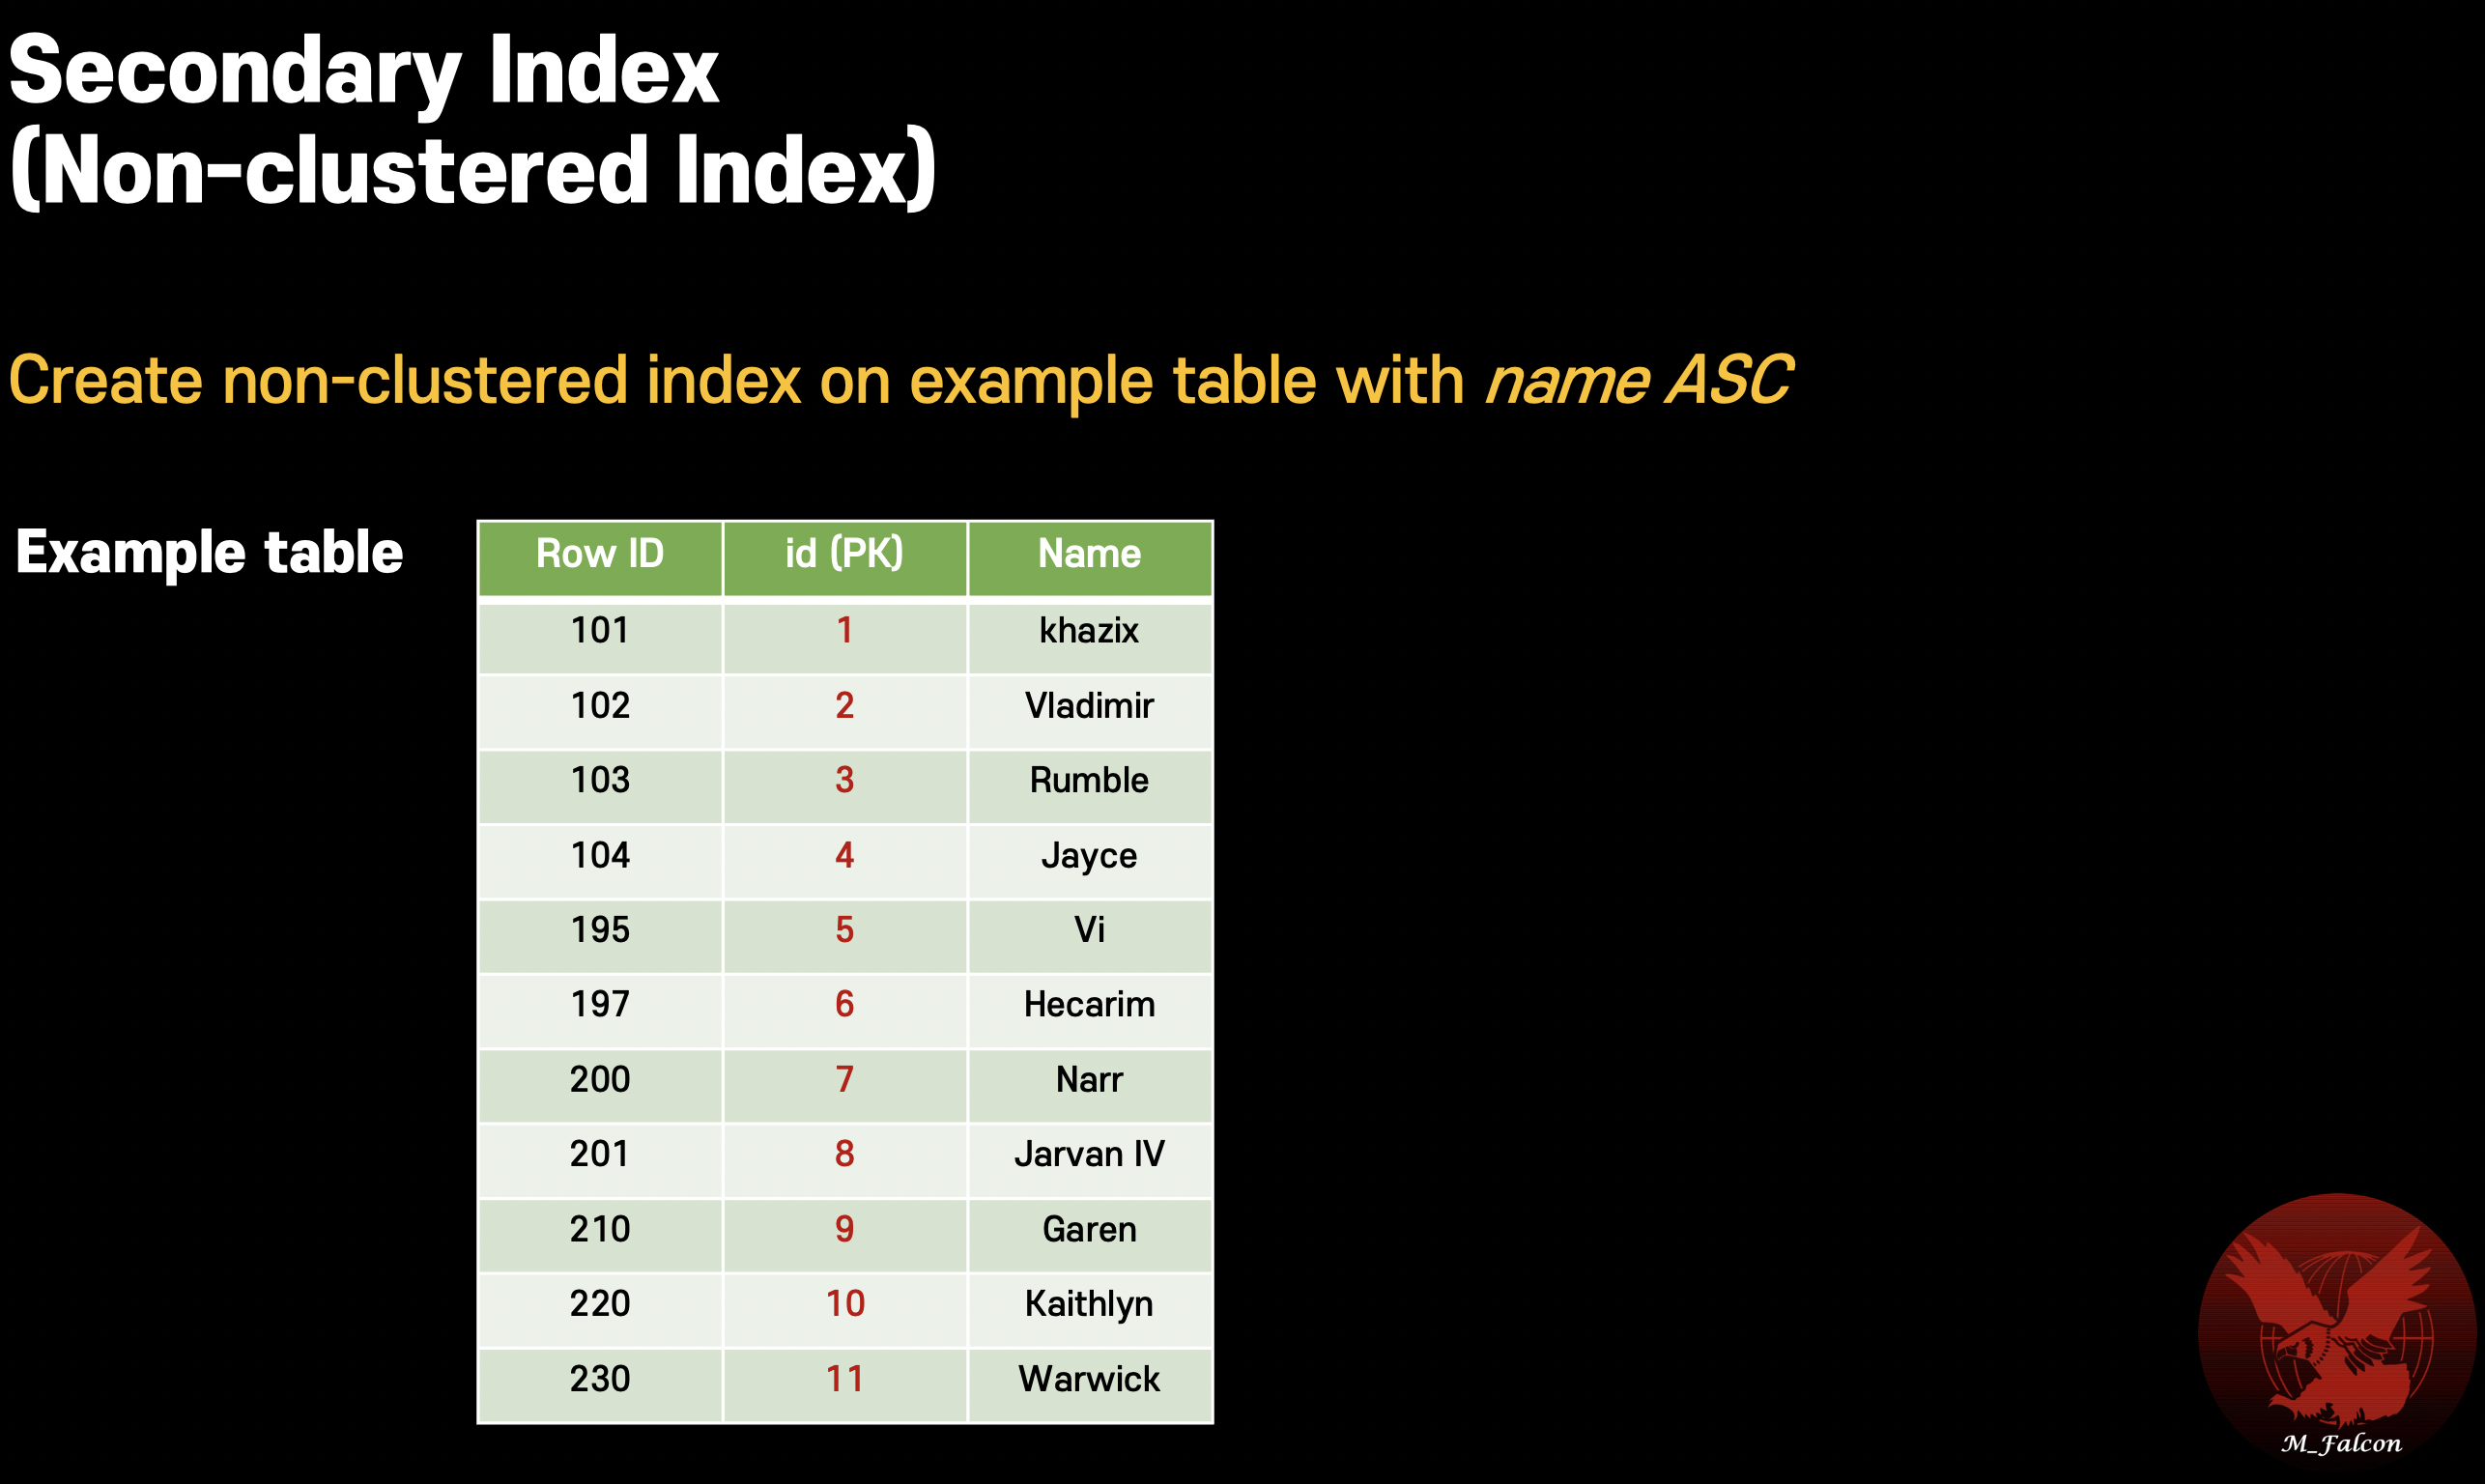 Secondary Index
(Non-clustered Index)
Create non-clustered index on example table with name ASC
Example table
Row ID id (PK) Name
101 1 khazix
102 2 Vladimir
103 3 Rumble
104 4 Jayce
195 5 Vi
197 6 Hecarim
200 7 Narr
201 8 Jarvan IV
210 9 Garen
220 10 Kaithlyn
230 11 Warwick
M_Falcon